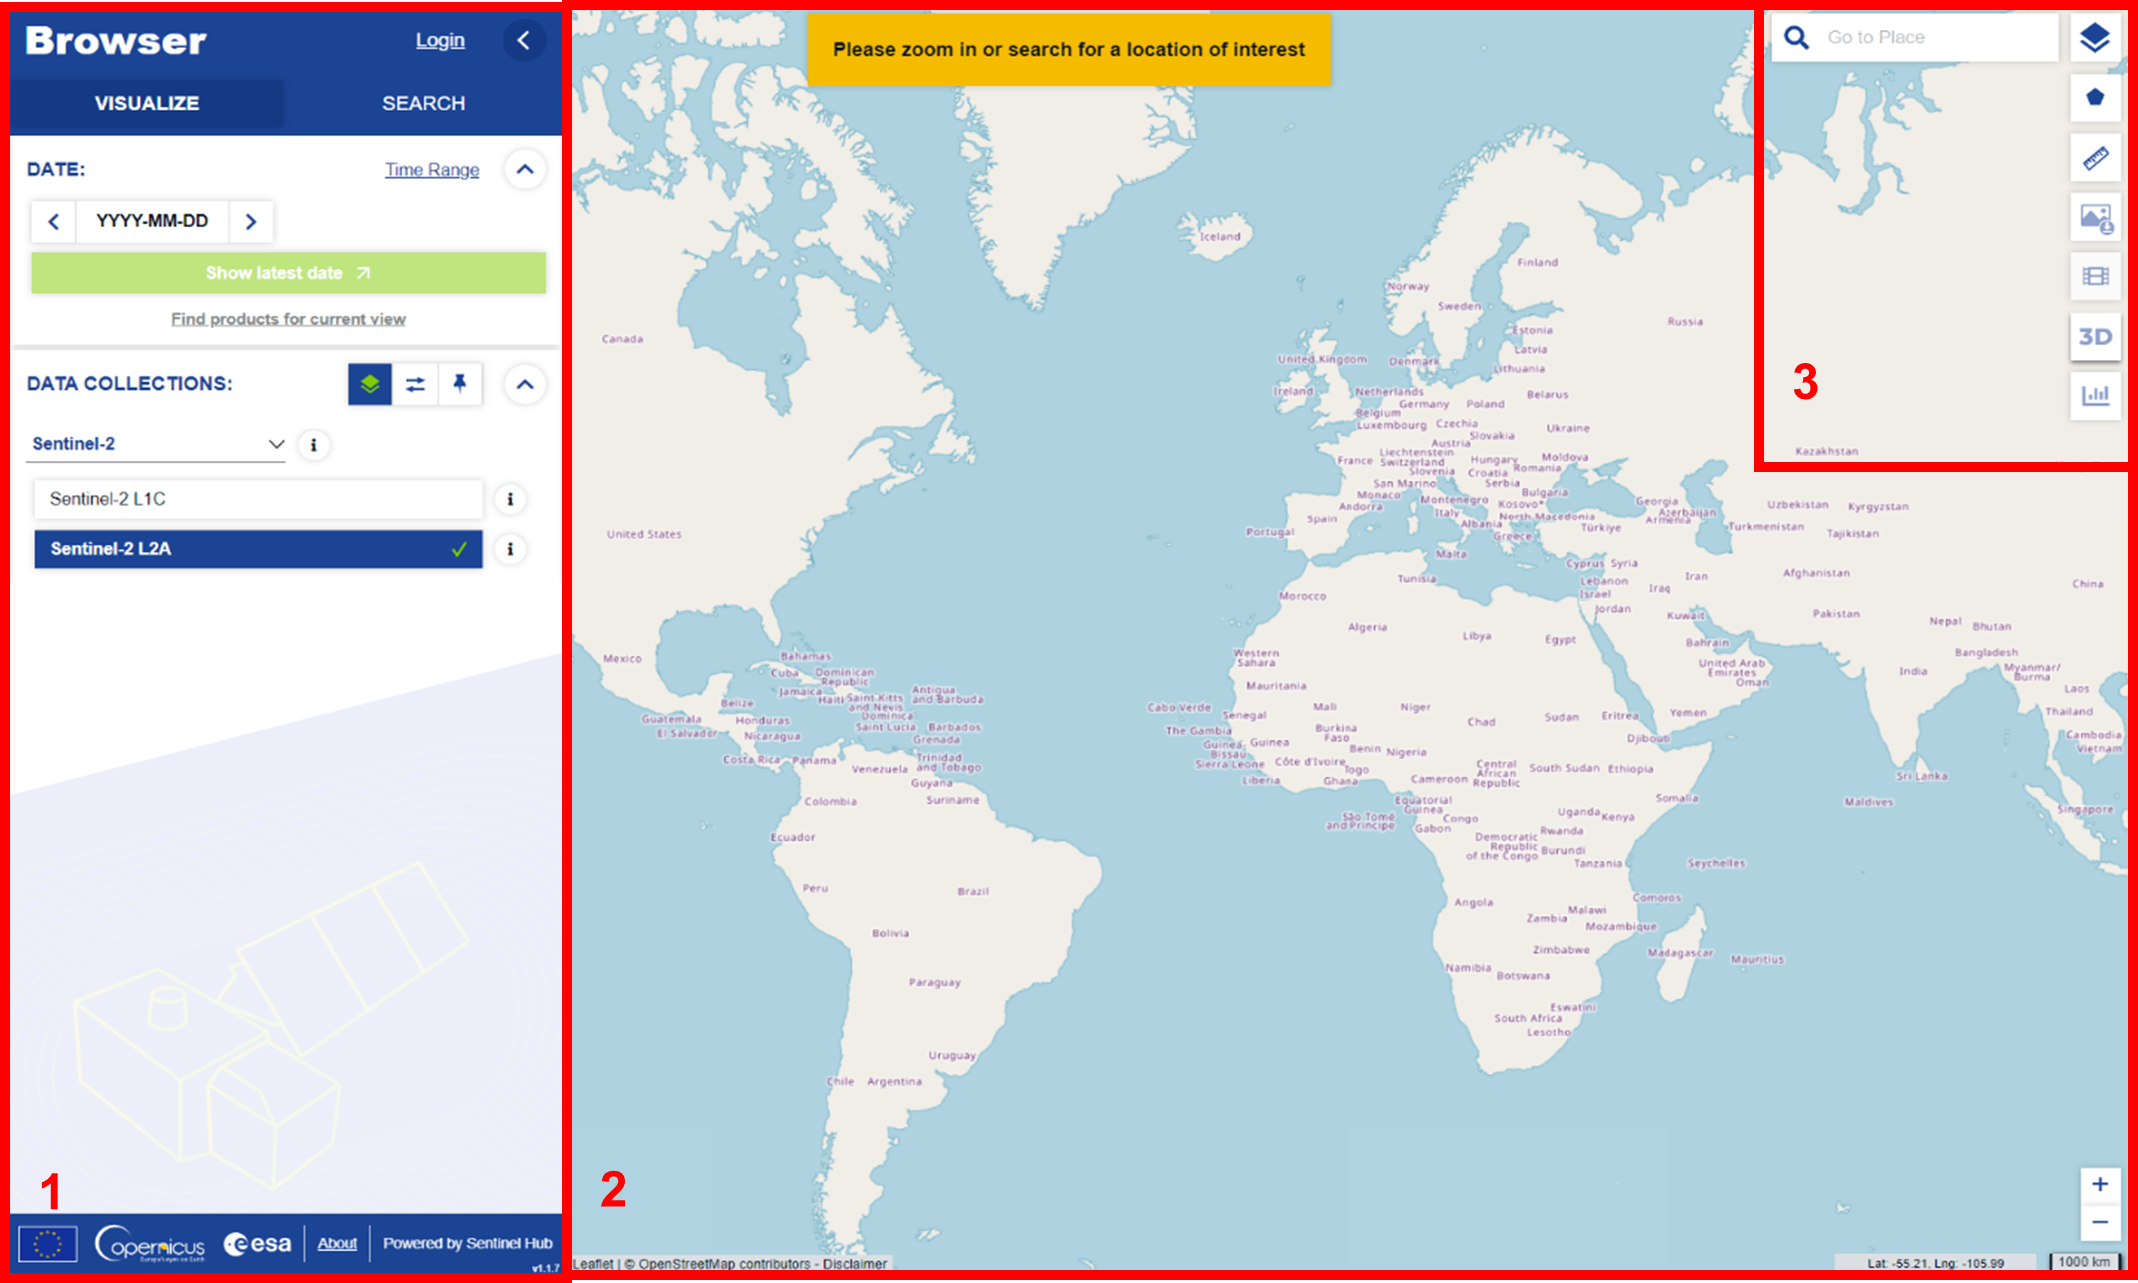 Browser
Login
VISUALIZE
SEARCH
DATE:
Time Range
YYYY-MM-DD
Show latest date
Find products for current view
DATA COLLECTIONS:
Sentinel-2
i
Sentinel-2 L1C
i
Sentinel-2 L2A
i
1
opernicus
Europe's eyes on Earth
esa
About
Powered by Sentinel Hub
v1.1.7
Please zoom in or search for a location of interest
Iceland
Finland
Norway
Sweden
Russia
Estonia
Canada
Latvia
United Kingdom
Denmark
Lithuania
Ireland
Netherlands
Belarus
Germany
Poland
Belgium
Luxembourg
Czechia
Ukraine
Slovakia
Austria
Liechtenstein
Moldova
France
Switzerland
Hungary
Slovenia
Croatia
Romania
San Marino
Serbia
Monaco
Montenegro
Bulgaria
Andorra
Kosovo*
Georgia
Uzbekistan
Kyrgyzstan
Spain
Italy
North Macedonia
Azerbaijan
Armenia
Albania
Türkiye
Turkmenistan
Tajikistan
Portugal
Greece
United States
Malta
Cyprus
Syria
Tunisia
Lebanon
Iran
Afghanistan
China
Israel
Iraq
Morocco
Jordan
Kuwait
Pakistan
Algeria
Libya
Egypt
Nepal
Bhutan
Bahrain
Western
Sahara
Bangladesh
Mexico
Bahamas
United Arab
Emirates
Oman
India
Myanmar/
Burma
Cuba
Dominican
Republic
Jamaica
Haiti
Saint Kitts
and Nevis
Antigua
and Barbuda
Mauritania
Laos
Belize
Dominica
Cabo Verde
Mali
Niger
Chad
Sudan
Eritrea
Yemen
Thailand
Guatemala
Honduras
Saint Lucia
Barbados
Senegal
El Salvador
Nicaragua
Grenada
The Gambia
Burkina
Faso
Djibouti
Cambodia
Vietnam
Guinea-
Bissau
Guinea
Benin
Nigeria
Costa Rica
Panama
Venezuela
Trinidad
and Tobago
Sierra Leone
Côte d'Ivoire
Togo
Central
African
Republic
South Sudan
Ethiopia
Sri Lanka
Guyana
Liberia
Ghana
Cameroon
Colombia
Suriname
Equatorial
Guinea
Somalia
Maldives
Singapore
São Tomé
and Príncipe
Congo
Gabon
Uganda
Kenya
Ecuador
Democratic
Republic
of the Congo
Rwanda
Burundi
Tanzania
Seychelles
Peru
Brazil
Angola
Comoros
Malawi
Zambia
Mozambique
Bolivia
Zimbabwe
Madagascar
Mauritius
Namibia
Botswana
Paraguay
Eswatini
South Africa
Lesotho
Uruguay
Chile
Argentina
2
+
−
Leaflet | © OpenStreetMap contributors - Disclaimer
Lat: -55.21, Lng: -105.99
1000 km
Go to Place
3D
3
Kazakhstan